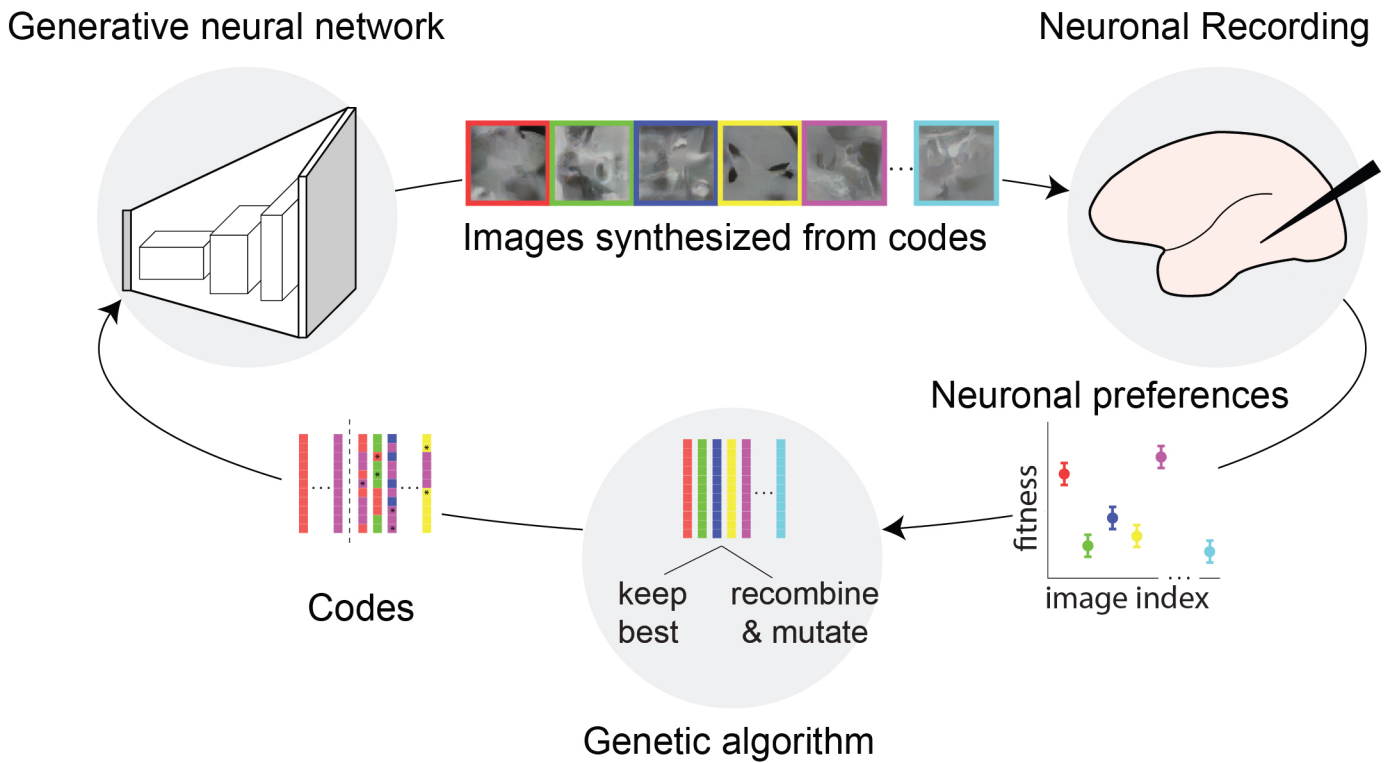 Generative neural network
Neuronal Recording
Images synthesized from codes
Neuronal preferences
fitness
image index
keep
best
recombine
& mutate
Codes
Genetic algorithm